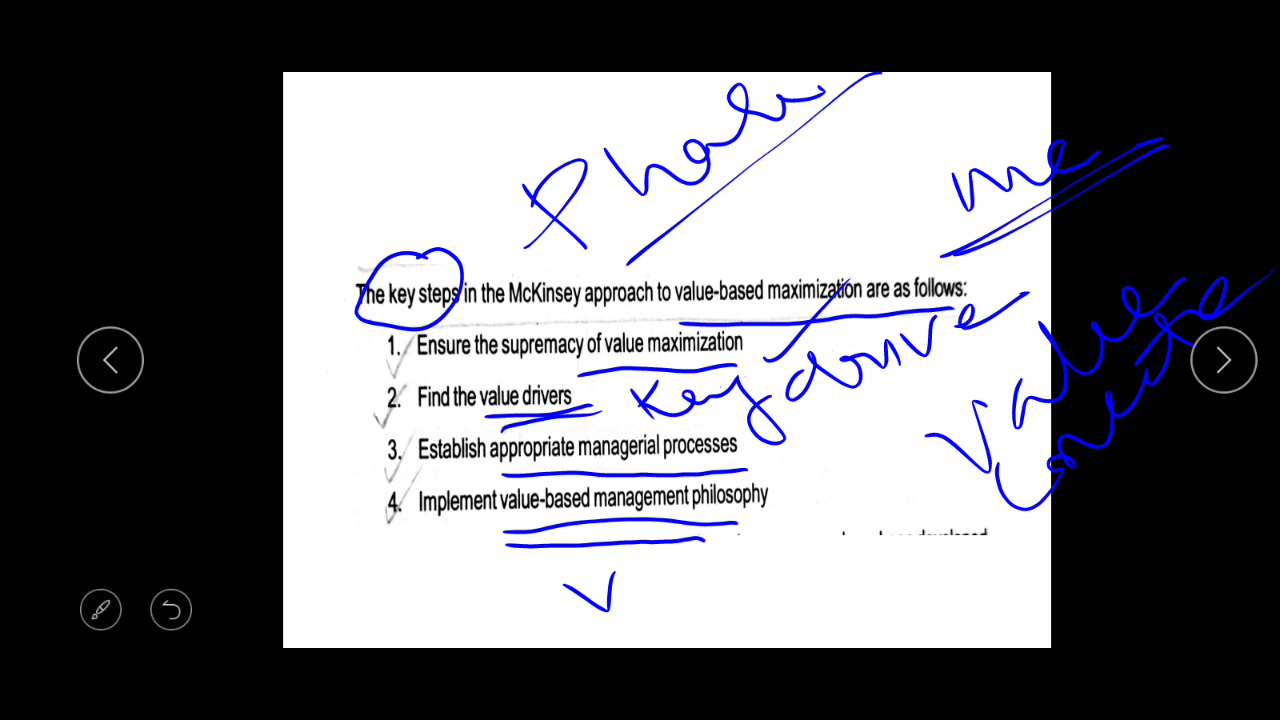 Phase
me
The key steps in the McKinsey approach to value-based maximization are as follows:
1. Ensure the supremacy of value maximization
2. Find the value drivers
Key drive
Value
3. Establish appropriate managerial processes
4. Implement value-based management philosophy
V